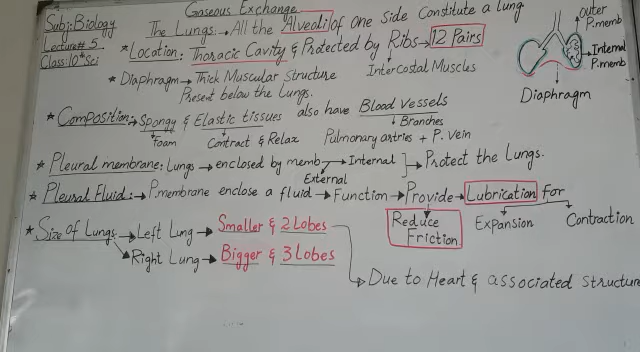 Gaseous Exchange
Subj: Biology
Lecture# 5
Class: 10th Sci
The Lungs: → All the Alveoli of one side Constitute a lung
* Location: Thoracic Cavity & Protected by Ribs → 12 Pairs
Intercostal Muscles
* Diaphragm → Thick Muscular Structure
Present below the Lungs.
outer
P.memb
Internal
P.memb
Diaphragm
* Composition: → Spongy & Elastic tissues also have Blood vessels
Foam Contract & Relax Branches
Pulmonary artries + P. Vein
* Pleural membrane: Lungs → enclosed by memb → Internal → Protect the Lungs.
External
* Pleural Fluid: → P.membrane enclose a fluid → Function → Provide → Lubrication for
Reduce
Friction
Expansion Contraction
* Size of Lungs → Left Lung → Smaller & 2 Lobes
Right Lung → Bigger & 3 Lobes
Due to Heart & associated structure